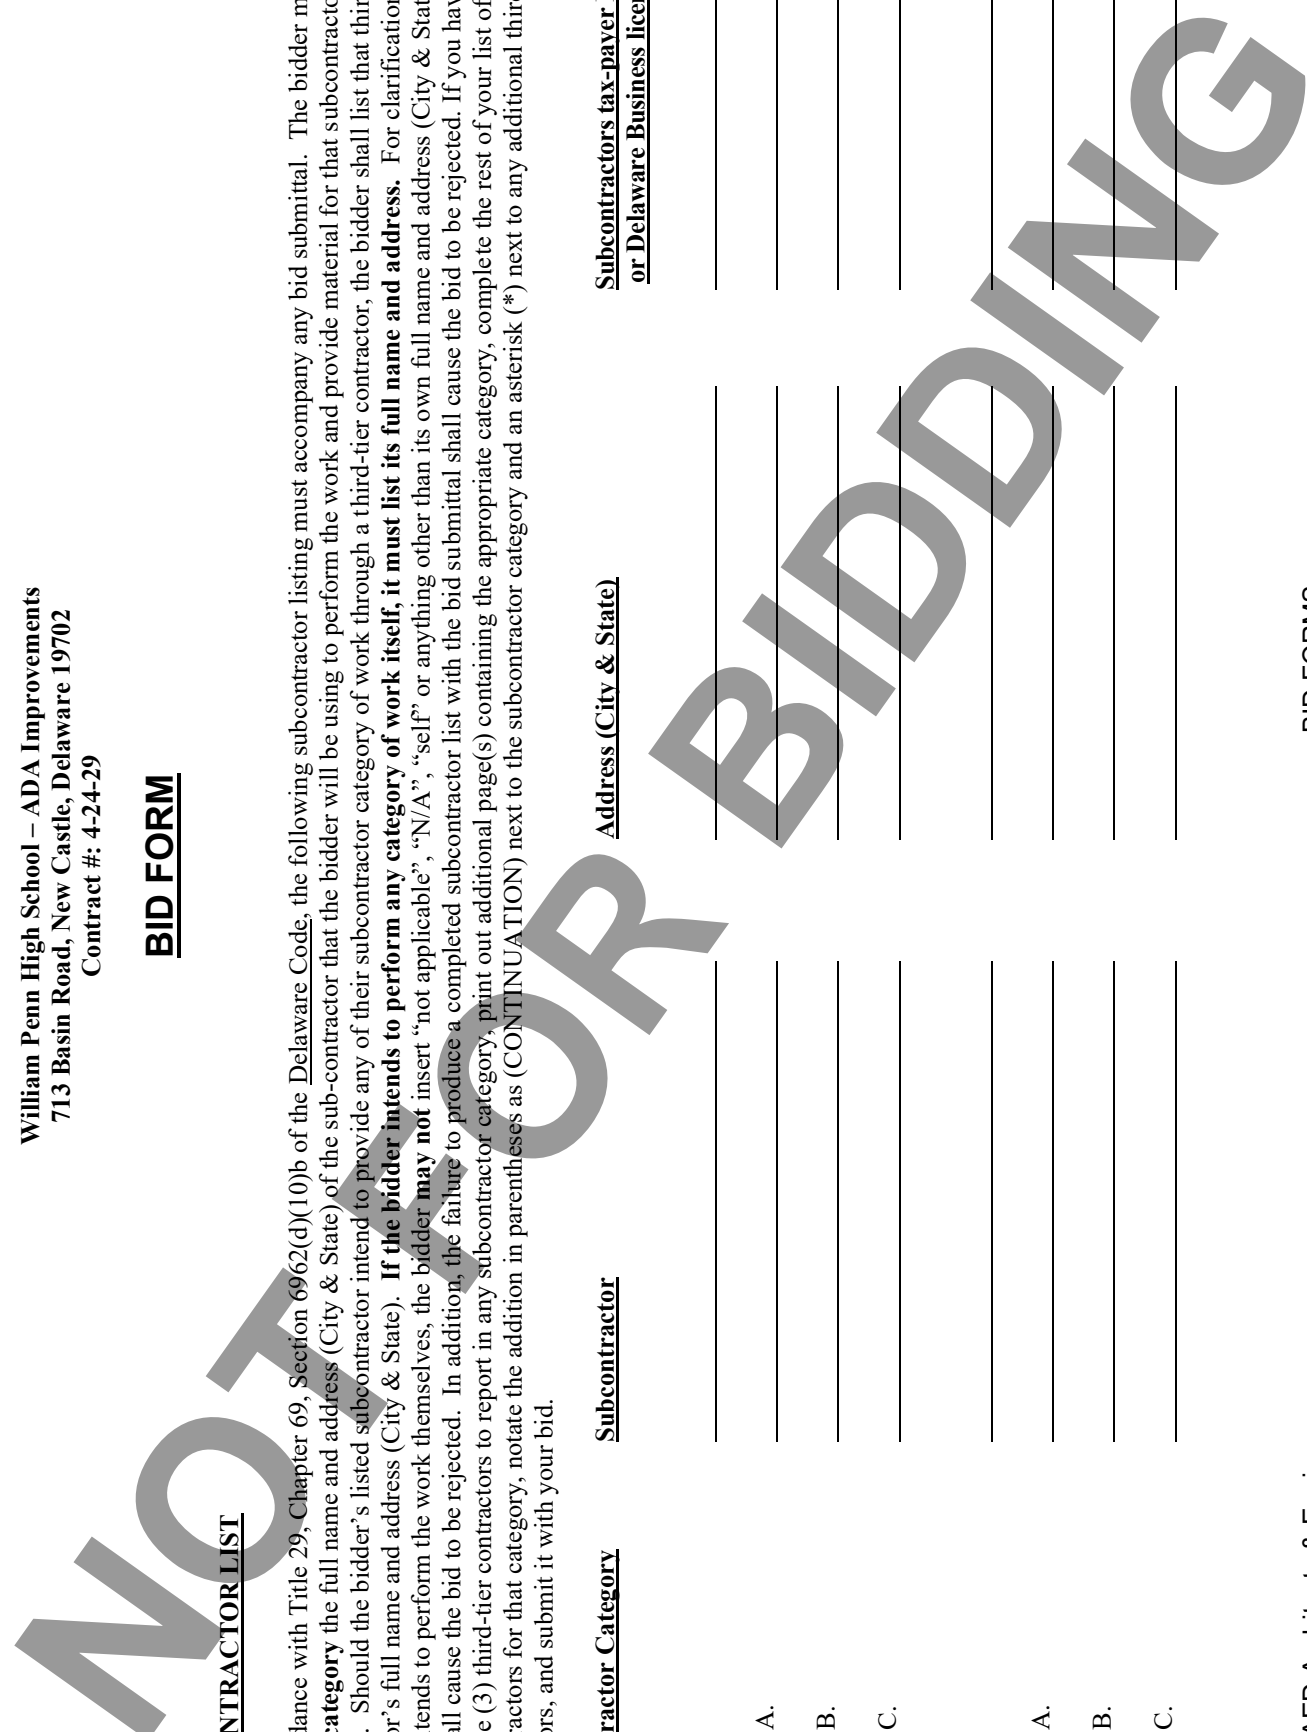 William Penn High School – ADA Improvements
713 Basin Road, New Castle, Delaware 19702
Contract #: 4-24-29
BID FORM
NTRACTOR LIST
dance with Title 29, Chapter 69, Section 6962(d)(10)b of the Delaware Code, the following subcontractor listing must accompany any bid submittal. The bidder m
category the full name and address (City & State) of the sub-contractor that the bidder will be using to perform the work and provide material for that subcontracto
. Should the bidder’s listed subcontractor intend to provide any of their subcontractor category of work through a third-tier contractor, the bidder shall list that thir
or’s full name and address (City & State). If the bidder intends to perform any category of work itself, it must list its full name and address. For clarification
tends to perform the work themselves, the bidder may not insert “not applicable”, “N/A”, “self” or anything other than its own full name and address (City & Stat
all cause the bid to be rejected. In addition, the failure to produce a completed subcontractor list with the bid submittal shall cause the bid to be rejected. If you hav
e (3) third-tier contractors to report in any subcontractor category, print out additional page(s) containing the appropriate category, complete the rest of your list of
ractors for that category, notate the addition in parentheses as (CONTINUATION) next to the subcontractor category and an asterisk (*) next to any additional thir
ors, and submit it with your bid.
ractor Category Subcontractor Address (City & State) Subcontractors tax-payer
or Delaware Business licen
A.
B.
C.
A.
B.
C.
NOT FOR BIDDING